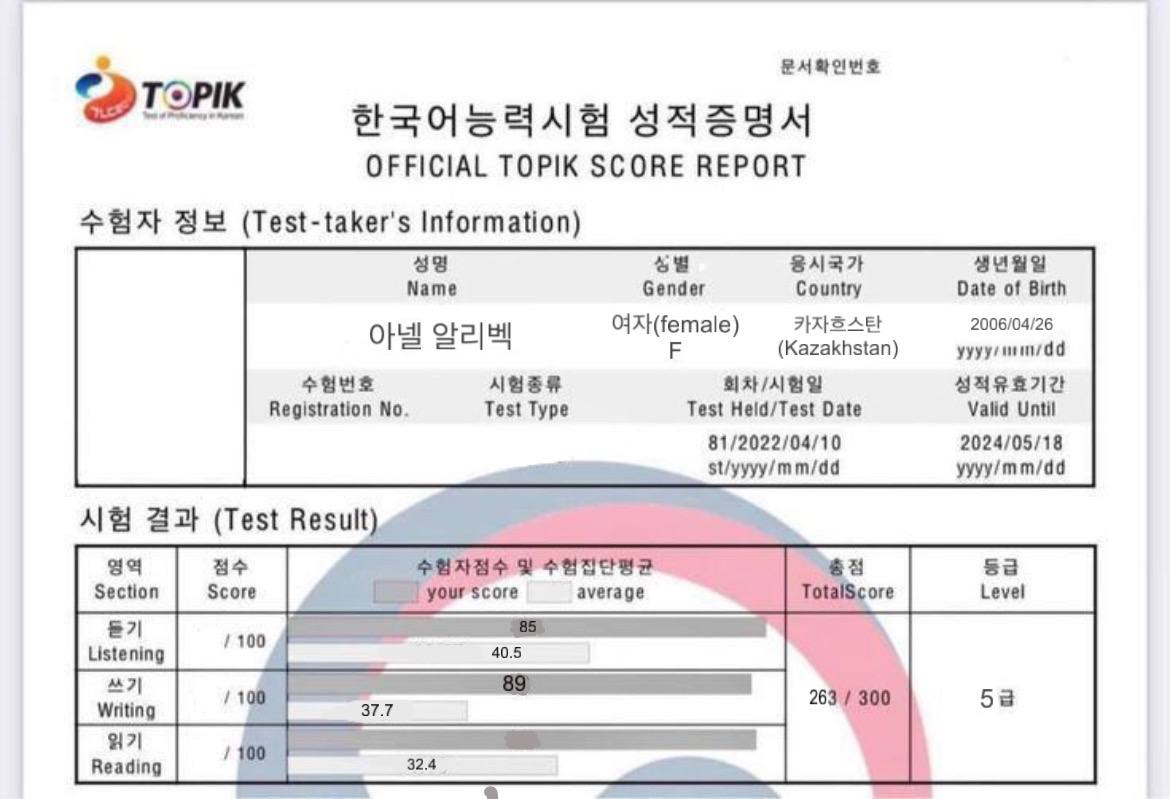 TOPIK
Test of Proficiency in Korean
문서확인번호
한국어능력시험 성적증명서
OFFICIAL TOPIK SCORE REPORT
수험자 정보 (Test-taker's Information)
성명 성별 응시국가 생년월일
Name Gender Country Date of Birth
아넬 알리벡 여자(female) 카자흐스탄 2006/04/26
F (Kazakhstan) yyyy/mm/dd
수험번호 시험종류 회차/시험일 성적유효기간
Registration No. Test Type Test Held/Test Date Valid Until
81/2022/04/10 2024/05/18
st/yyyy/mm/dd yyyy/mm/dd
시험 결과 (Test Result)
영역 점수 수험자점수 및 수험집단평균 총점 등급
Section Score your score average TotalScore Level
듣기 85
Listening / 100 40.5
쓰기 89
Writing / 100 37.7 263 / 300 5급
읽기
Reading / 100 32.4